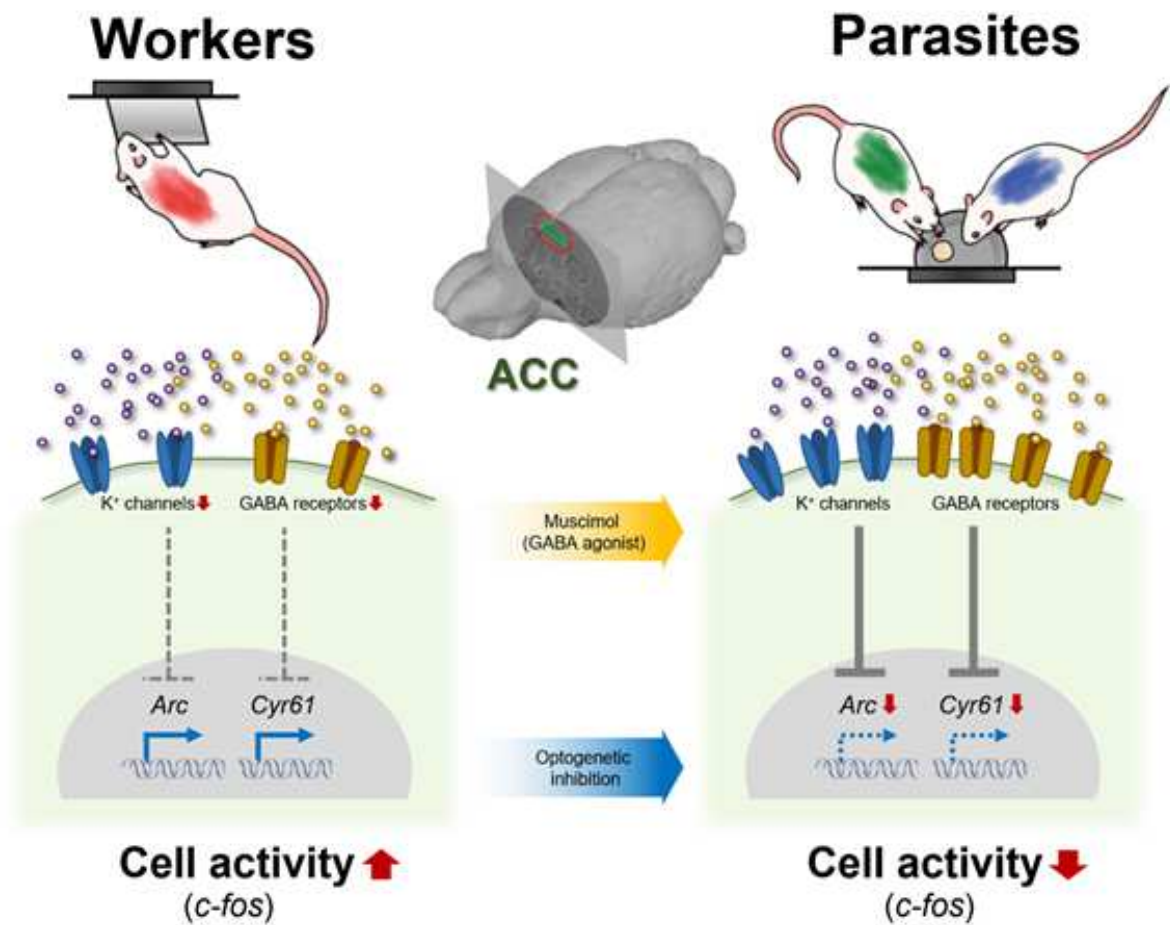 Workers
Parasites
ACC
K⁺ channels
GABA receptors
K⁺ channels
GABA receptors
Muscimol
(GABA agonist)
Arc
Cyr61
Arc
Cyr61
Optogenetic
inhibition
Cell activity
(c-fos)
Cell activity
(c-fos)